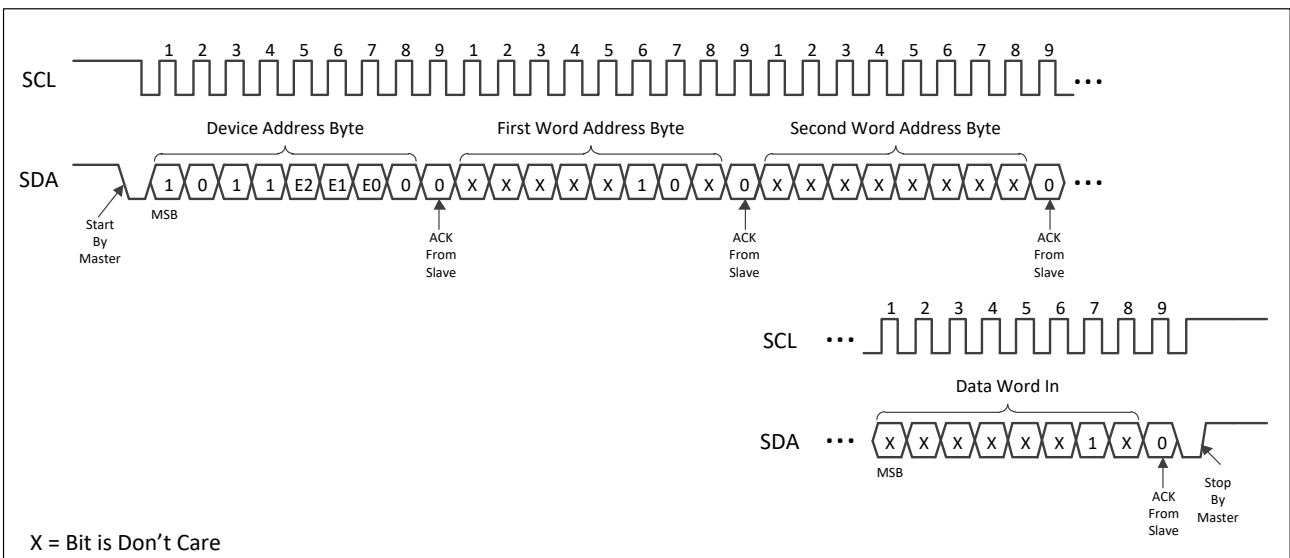 1 2 3 4 5 6 7 8 9 1 2 3 4 5 6 7 8 9 1 2 3 4 5 6 7 8 9
SCL ...
Device Address Byte First Word Address Byte Second Word Address Byte
SDA 1 0 1 1 E2 E1 E0 0 0 X X X X X 1 0 X 0 X X X X X X X X 0 ...
MSB
Start
By
Master
ACK
From
Slave
ACK
From
Slave
ACK
From
Slave
1 2 3 4 5 6 7 8 9
SCL ...
Data Word In
SDA ... X X X X X X 1 X 0
MSB
ACK
From
Slave
Stop
By
Master
X = Bit is Don’t Care